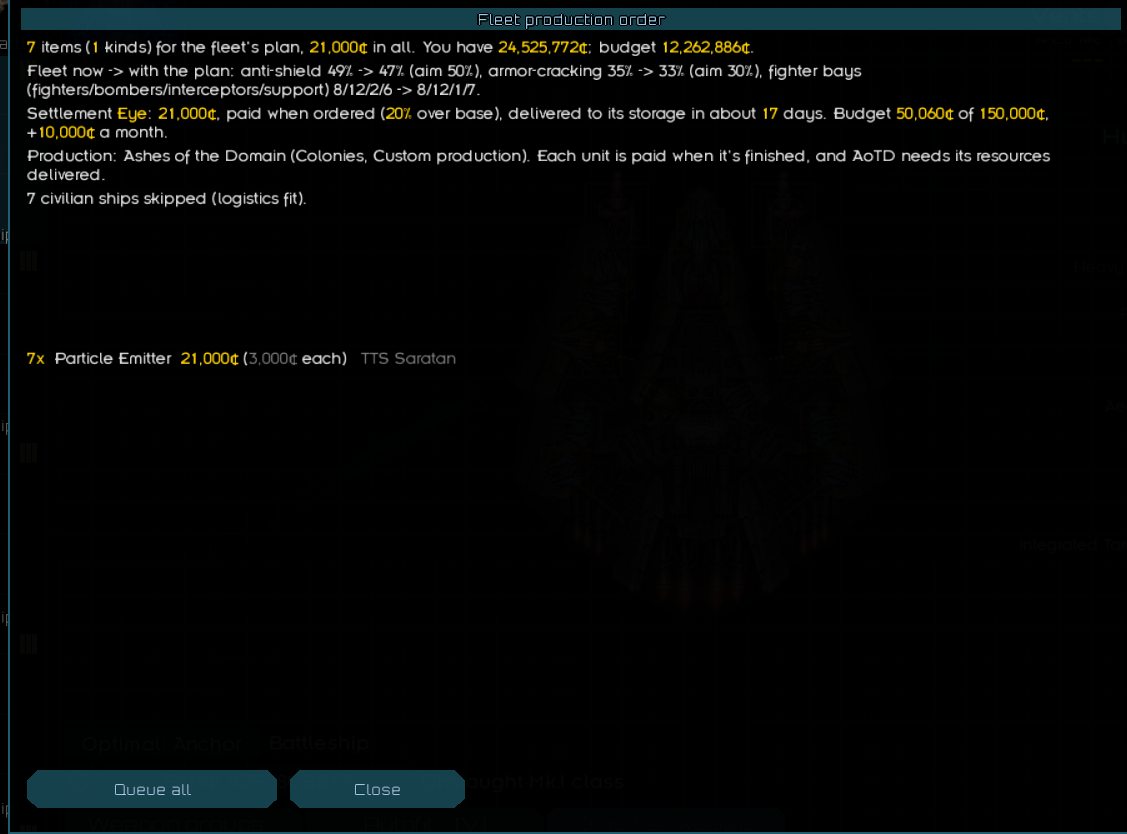 Fleet production order
7 items (1 kinds) for the fleet's plan, 21,000¢ in all. You have 24,525,772¢; budget 12,262,886¢.
Fleet now -> with the plan: anti-shield 49% -> 47% (aim 50%), armor-cracking 35% -> 33% (aim 30%), fighter bays
(fighters/bombers/interceptors/support) 8/12/2/6 -> 8/12/1/7.
Settlement Eye: 21,000¢, paid when ordered (20% over base), delivered to its storage in about 17 days. Budget 50,060¢ of 150,000¢,
+10,000¢ a month.
Production: Ashes of the Domain (Colonies, Custom production). Each unit is paid when it's finished, and AoTD needs its resources
delivered.
7 civilian ships skipped (logistics fit).
7x Particle Emitter 21,000¢ (3,000¢ each) TTS Saratan
Integrated
Optimal Anchor Battleship
Mk.I class
Queue all Close